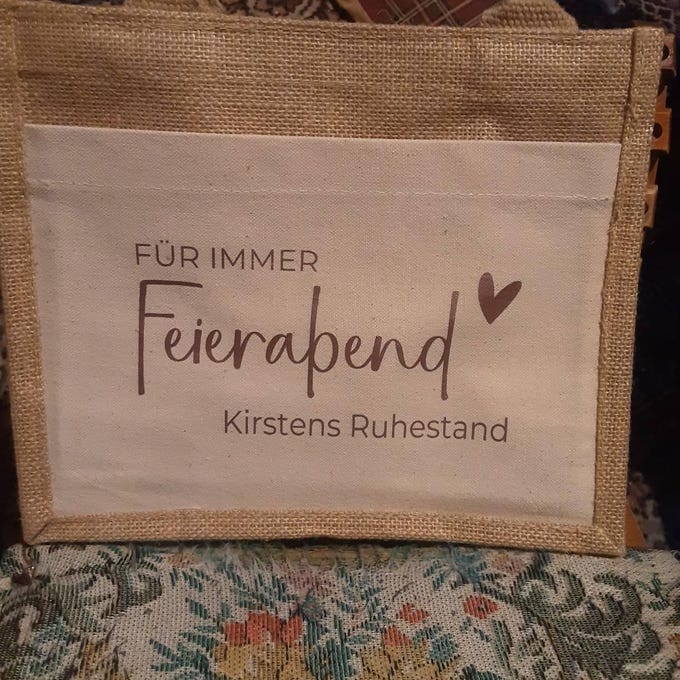 FÜR IMMER
Feierabend
Kirstens Ruhestand